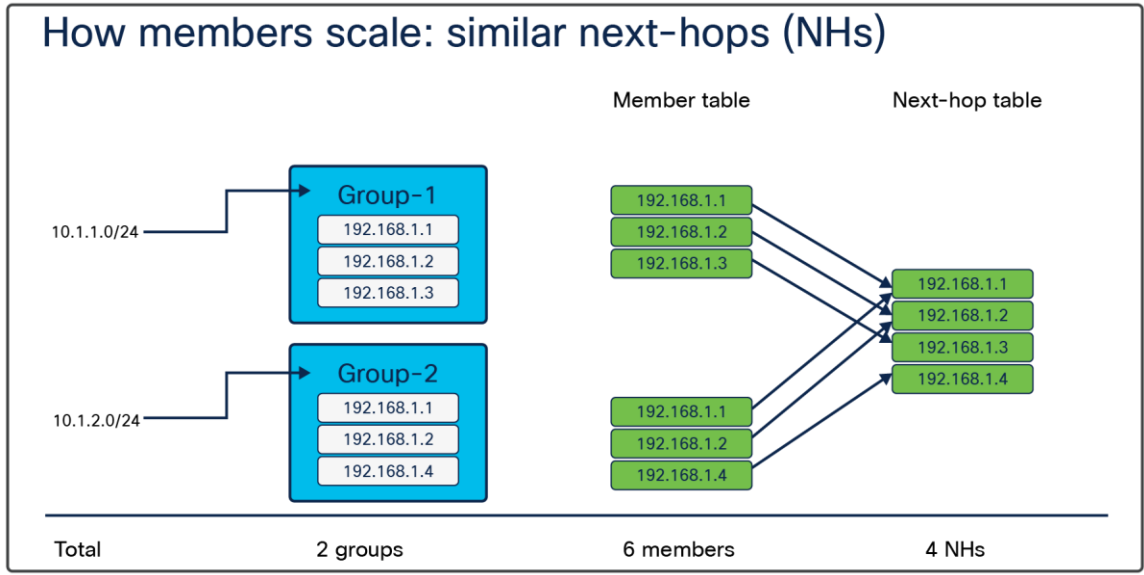 How members scale: similar next-hops (NHs)
Member table
Next-hop table
10.1.1.0/24
Group-1
192.168.1.1
192.168.1.2
192.168.1.3
10.1.2.0/24
Group-2
192.168.1.1
192.168.1.2
192.168.1.4
192.168.1.1
192.168.1.2
192.168.1.3
192.168.1.1
192.168.1.2
192.168.1.4
192.168.1.1
192.168.1.2
192.168.1.3
192.168.1.4
Total
2 groups
6 members
4 NHs